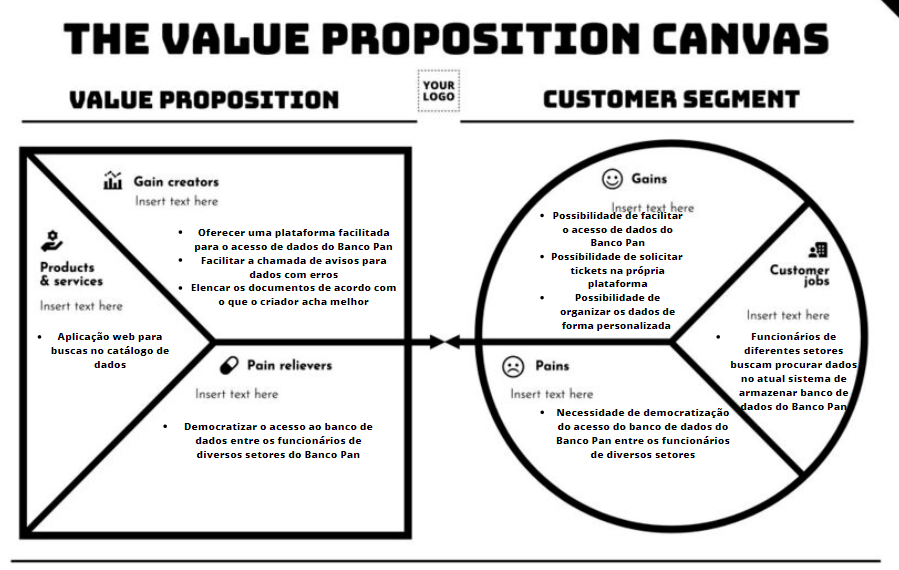 THE VALUE PROPOSITION CANVAS
VALUE PROPOSITION
YOUR
LOGO
CUSTOMER SEGMENT
Gain creators
Insert text here
• Oferecer uma plataforma facilitada
para o acesso de dados do Banco Pan
• Facilitar a chamada de avisos para
dados com erros
• Elencar os documentos de acordo com
o que o criador acha melhor
Products
& services
Insert text here
• Aplicação web para
buscas no catálogo de
dados
Pain relievers
Insert text here
• Democratizar o acesso ao banco de
dados entre os funcionários de
diversos setores do Banco Pan
Gains
Insert text here
• Possibilidade de facilitar
o acesso de dados do
Banco Pan
• Possibilidade de solicitar
tickets na própria
plataforma
• Possibilidade de
organizar os dados de
forma personalizada
Customer
jobs
Insert text here
• Funcionários de
diferentes setores
buscam procurar dados
no atual sistema de
armazenar banco de
dados do Banco Pan
Pains
Insert text here
• Necessidade de democratização
do acesso do banco de dados do
Banco Pan entre os funcionários
de diversos setores